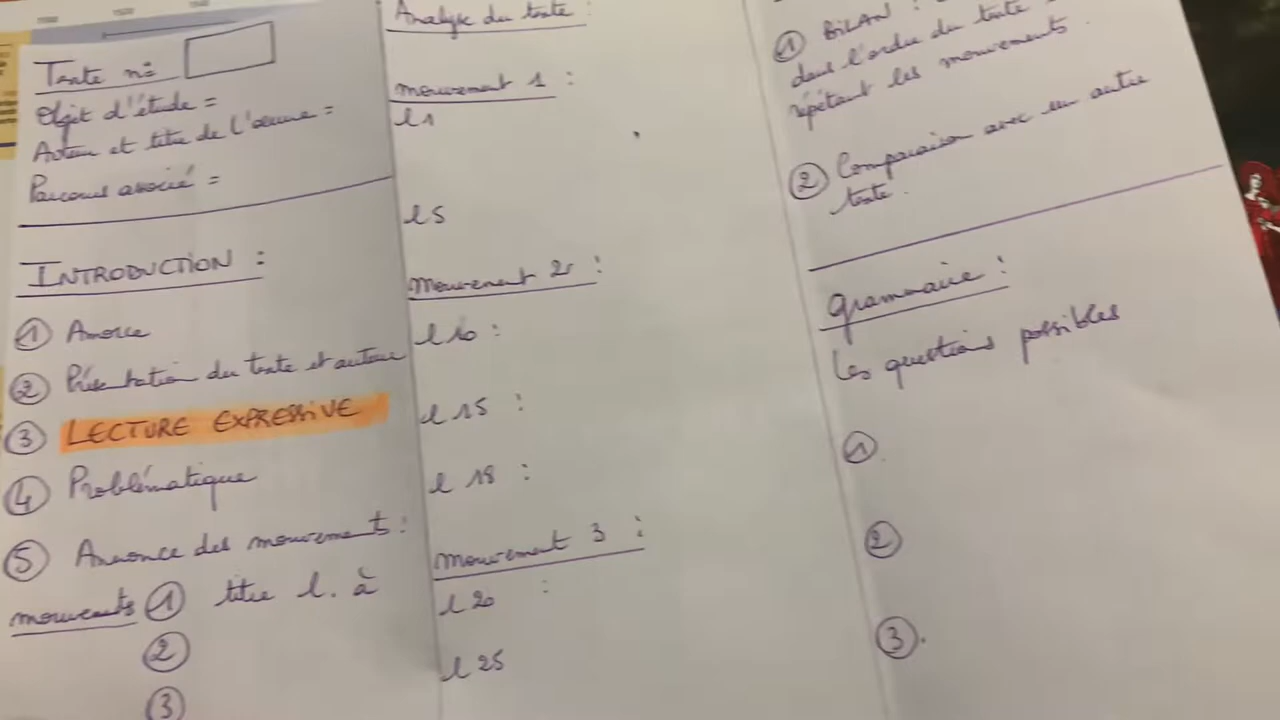 Texte n°
Objet d'étude =
Auteur et titre de l'œuvre =
Parcours associé =
INTRODUCTION :
① Amorce
② Présentation du texte et auteur
③ LECTURE EXPRESSIVE
④ Problématique
⑤ Annonce des mouvements :
mouvements ① titre l. à
②
③
Analyse du texte :
mouvement 1 :
l 1
l 5
Mouvement 2 :
l 10 :
l 15 :
l 18 :
Mouvement 3 :
l 20 :
l 25
① BILAN :
dans l'ordre du texte
répétant les mouvements.
② Comparaison avec un autre
texte.
Grammaire :
les questions possibles
①
②
③.